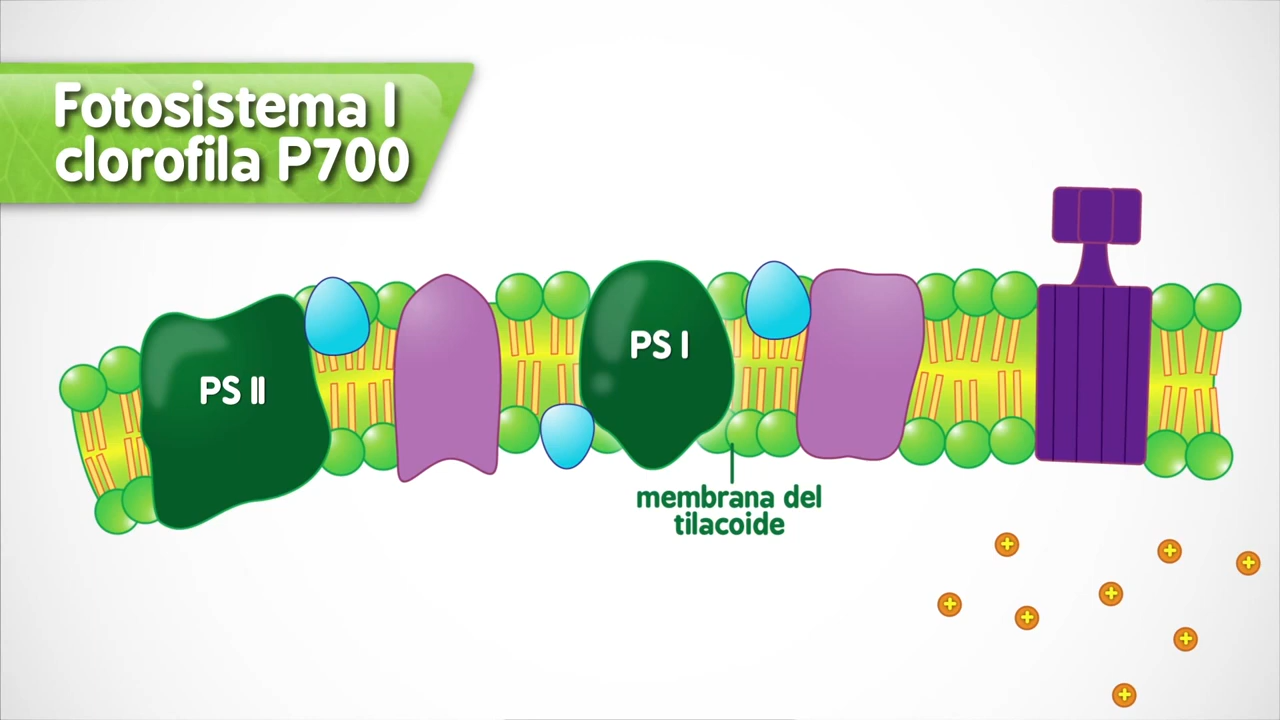 Fotosistema I
clorofila P700
PS II
PS I
membrana del
tilacoide
+
+
+
+
+
+
+
+